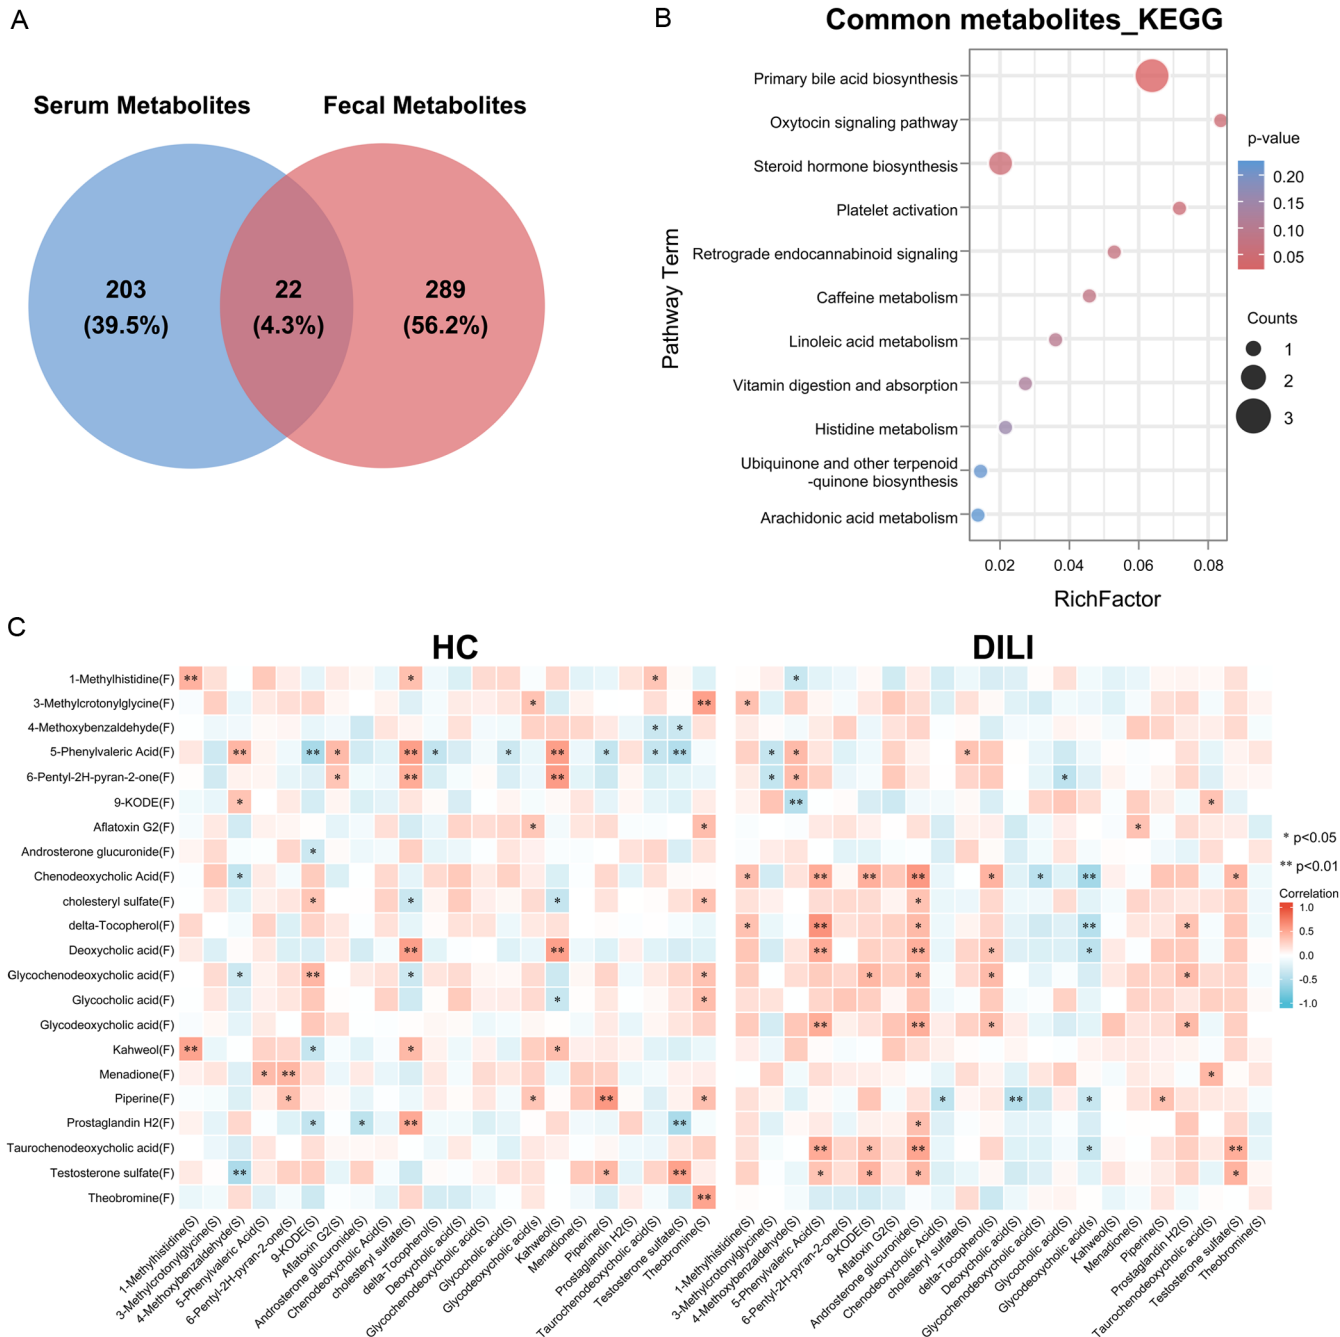 A
Serum Metabolites
Fecal Metabolites
203
(39.5%)
22
(4.3%)
289
(56.2%)
B
Common metabolites_KEGG
Pathway Term
Primary bile acid biosynthesis
Oxytocin signaling pathway
Steroid hormone biosynthesis
Platelet activation
Retrograde endocannabinoid signaling
Caffeine metabolism
Linoleic acid metabolism
Vitamin digestion and absorption
Histidine metabolism
Ubiquinone and other terpenoid
-quinone biosynthesis
Arachidonic acid metabolism
0.02 0.04 0.06 0.08
RichFactor
p-value
0.20
0.15
0.10
0.05
Counts
1
2
3
C
HC
DILI
1-Methylhistidine(F)
3-Methylcrotonylglycine(F)
4-Methoxybenzaldehyde(F)
5-Phenylvaleric Acid(F)
6-Pentyl-2H-pyran-2-one(F)
9-KODE(F)
Aflatoxin G2(F)
Androsterone glucuronide(F)
Chenodeoxycholic Acid(F)
cholesteryl sulfate(F)
delta-Tocopherol(F)
Deoxycholic acid(F)
Glycochenodeoxycholic acid(F)
Glycocholic acid(F)
Glycodeoxycholic acid(F)
Kahweol(F)
Menadione(F)
Piperine(F)
Prostaglandin H2(F)
Taurochenodeoxycholic acid(F)
Testosterone sulfate(F)
Theobromine(F)
* p<0.05
** p<0.01
Correlation
1.0
0.5
0.0
-0.5
-1.0
1-Methylhistidine(S)
3-Methylcrotonylglycine(S)
4-Methoxybenzaldehyde(S)
5-Phenylvaleric Acid(S)
6-Pentyl-2H-pyran-2-one(S)
9-KODE(S)
Aflatoxin G2(S)
Androsterone glucuronide(S)
Chenodeoxycholic Acid(S)
cholesteryl sulfate(S)
delta-Tocopherol(S)
Deoxycholic acid(S)
Glycochenodeoxycholic acid(S)
Glycocholic acid(S)
Glycodeoxycholic acid(s)
Kahweol(S)
Menadione(S)
Piperine(S)
Prostaglandin H2(S)
Taurochenodeoxycholic acid(S)
Testosterone sulfate(S)
Theobromine(S)
1-Methylhistidine(S)
3-Methylcrotonylglycine(S)
4-Methoxybenzaldehyde(S)
5-Phenylvaleric Acid(S)
6-Pentyl-2H-pyran-2-one(S)
9-KODE(S)
Aflatoxin G2(S)
Androsterone glucuronide(S)
Chenodeoxycholic Acid(S)
cholesteryl sulfate(S)
delta-Tocopherol(S)
Deoxycholic acid(S)
Glycochenodeoxycholic acid(S)
Glycocholic acid(S)
Glycodeoxycholic acid(s)
Kahweol(S)
Menadione(S)
Piperine(S)
Prostaglandin H2(S)
Taurochenodeoxycholic acid(S)
Testosterone sulfate(S)
Theobromine(S)